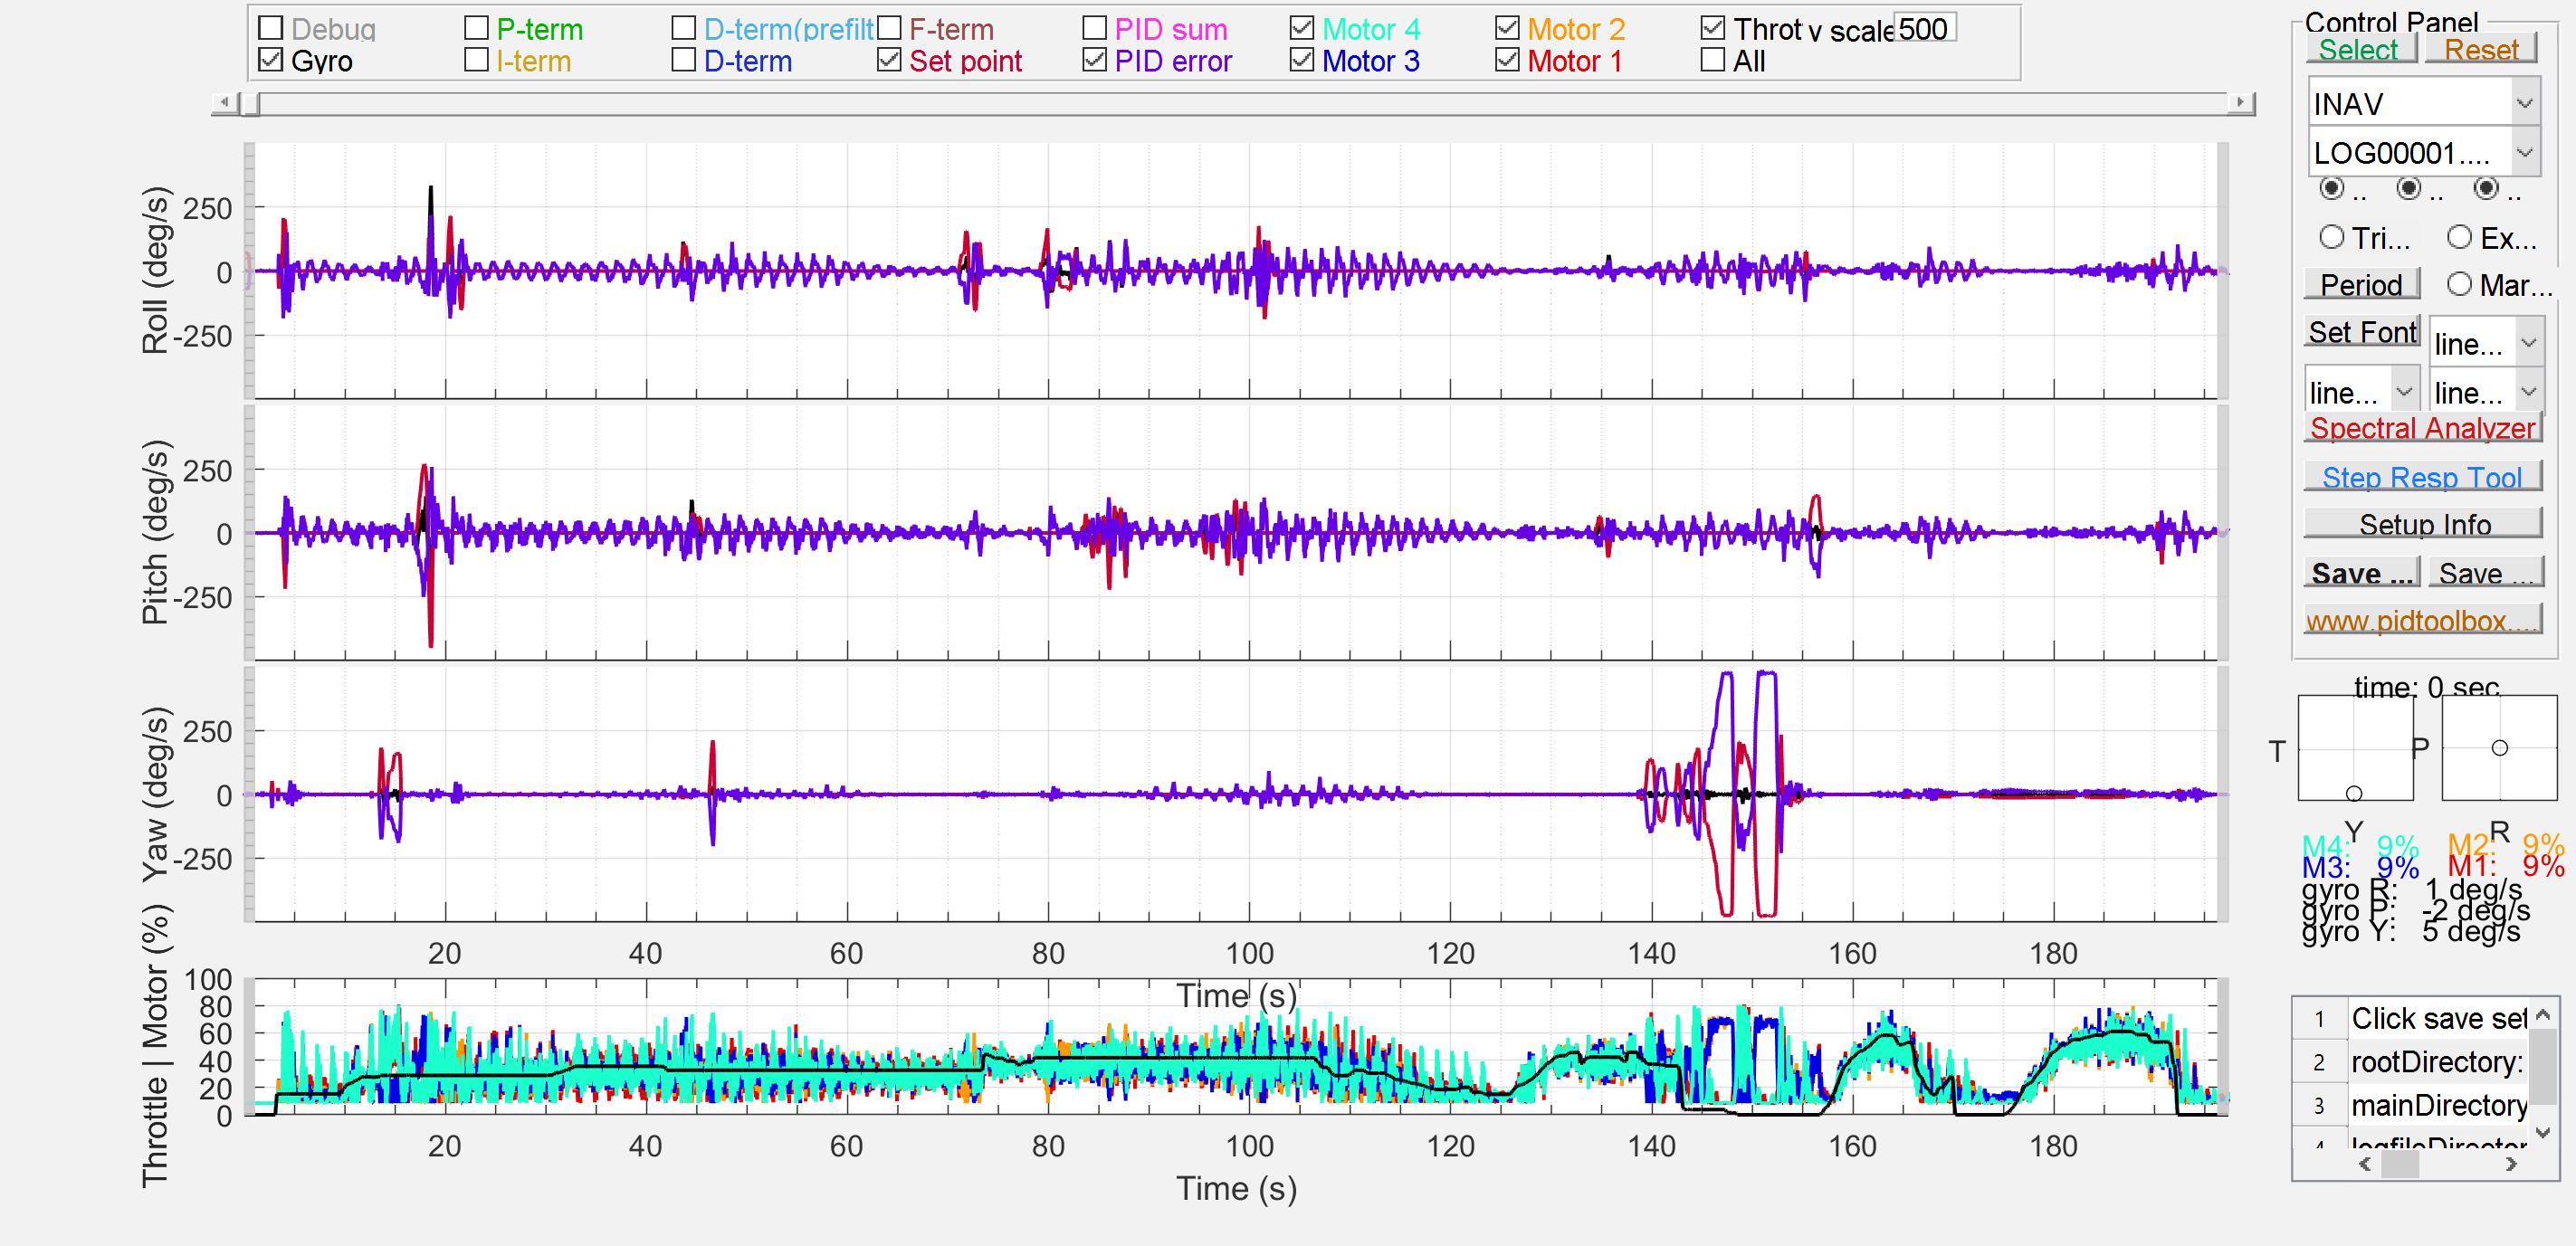 Debug P-term D-term(prefilt F-term PID sum Motor 4 Motor 2 Throt v scale 500
Gyro I-term D-term Set point PID error Motor 3 Motor 1 All
Roll (deg/s)
250
0
-250
Pitch (deg/s)
250
0
-250
Yaw (deg/s)
250
0
-250
20 40 60 80 100 120 140 160 180
Time (s)
Throttle | Motor (%)
100
80
60
40
20
0
20 40 60 80 100 120 140 160 180
Time (s)
Control Panel
Select Reset
INAV
LOG00001....
.. .. ..
Tri... Ex...
Period Mar...
Set Font line...
line... line...
Spectral Analyzer
Step Resp Tool
Setup Info
Save ... Save ...
www.pidtoolbox....
time: 0 sec
T P
Y R
M4: 9% M2: 9%
M3: 9% M1: 9%
gyro R: 1 deg/s
gyro P: -2 deg/s
gyro Y: 5 deg/s
1 Click save set
2 rootDirectory:
3 mainDirectory
4 logfileDirector